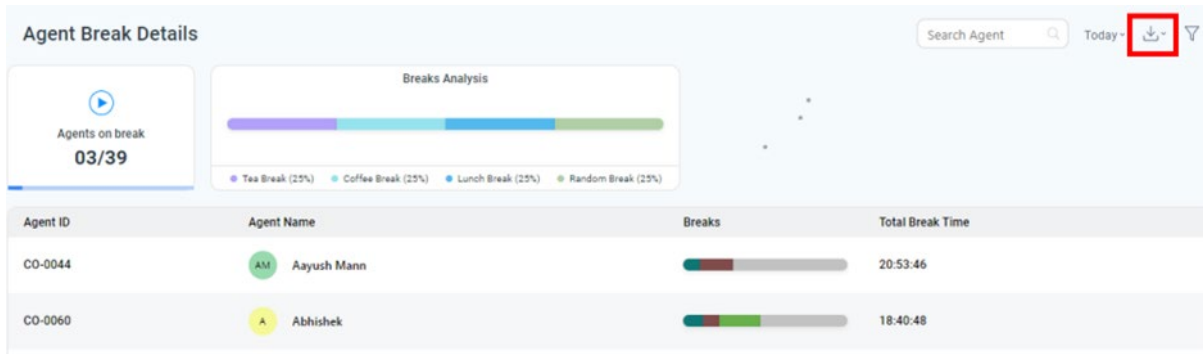 Agent Break Details
Search Agent
Today
Agents on break
03/39
Breaks Analysis
Tea Break (25%) Coffee Break (25%) Lunch Break (25%) Random Break (25%)
Agent ID Agent Name Breaks Total Break Time
CO-0044 AM Aayush Mann 20:53:46
CO-0060 A Abhishek 18:40:48